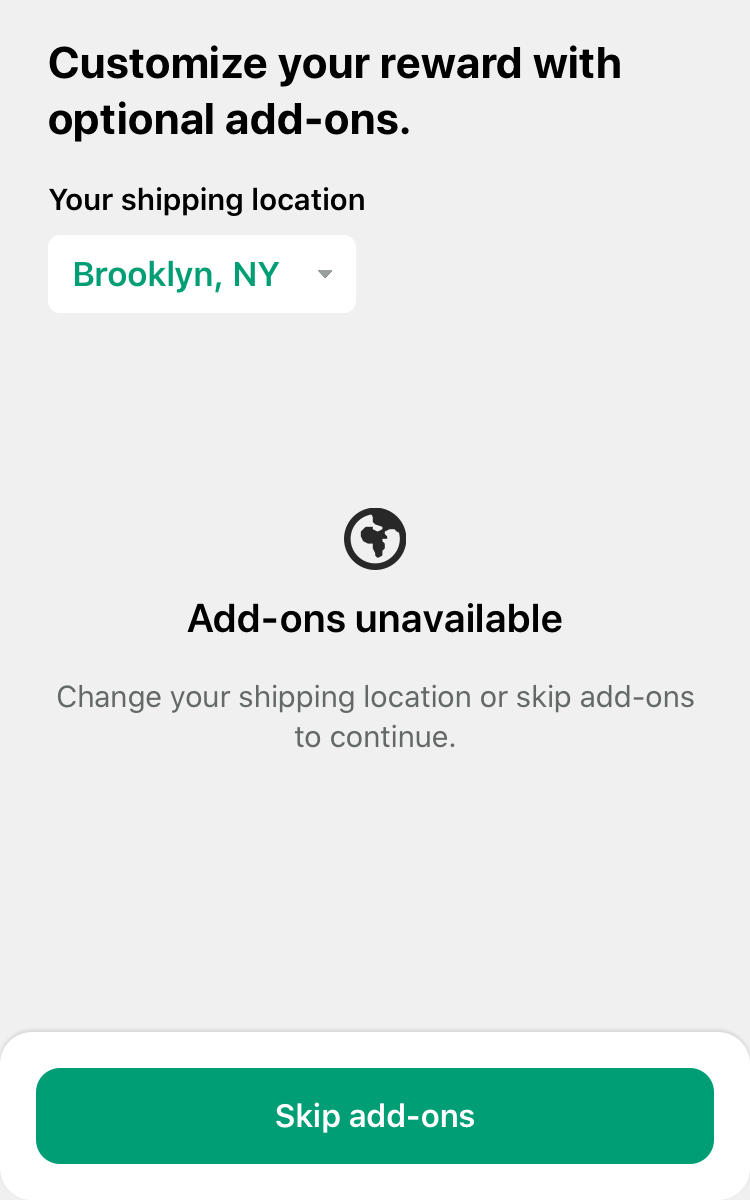 Customize your reward with
optional add-ons.
Your shipping location
Brooklyn, NY
Add-ons unavailable
Change your shipping location or skip add-ons
to continue.
Skip add-ons